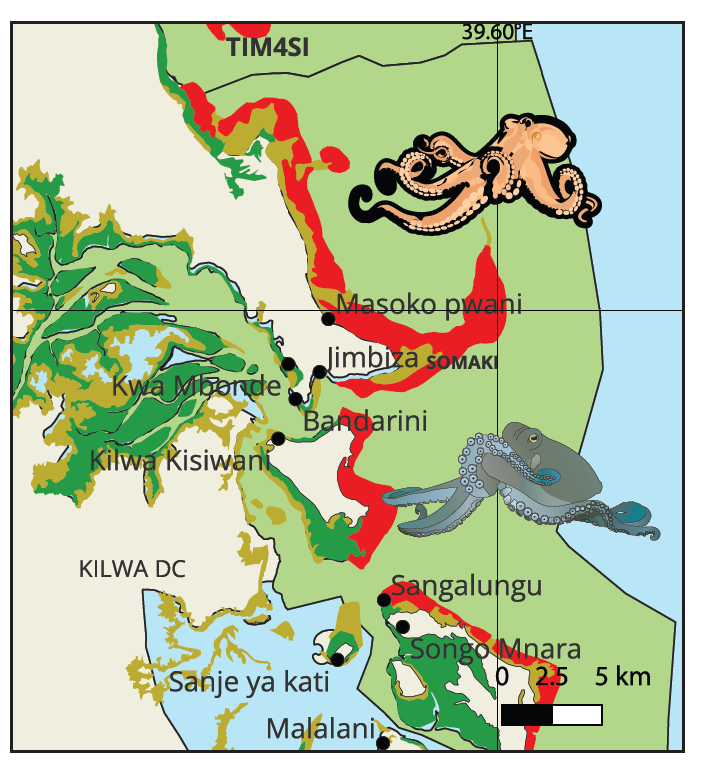 39.60°E
TIM4SI
Masoko pwani
Jimbiza
SOMAKI
Kwa Mbonde
Bandarini
Kilwa Kisiwani
KILWA DC
Sangalungu
Songo Mnara
0 2.5 5 km
Sanje ya kati
Malalani